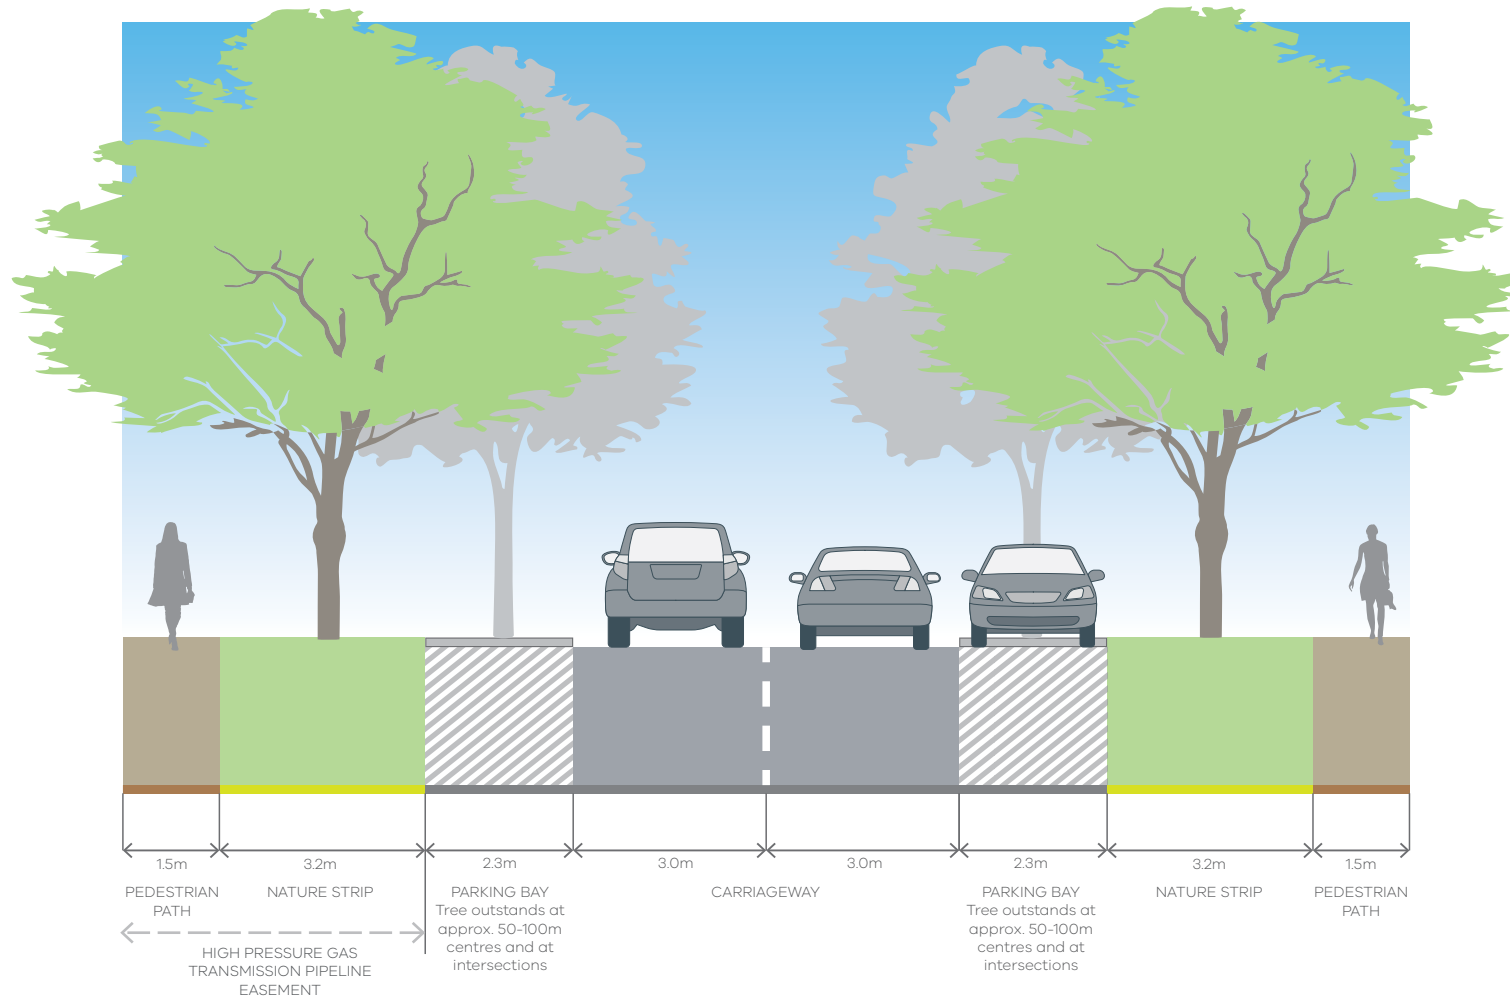 1.5m
3.2m
2.3m
3.0m
3.0m
2.3m
3.2m
1.5m
PEDESTRIAN
PATH
NATURE STRIP
PARKING BAY
Tree outstands at
approx. 50-100m
centres and at
intersections
CARRIAGEWAY
PARKING BAY
Tree outstands at
approx. 50-100m
centres and at
intersections
NATURE STRIP
PEDESTRIAN
PATH
HIGH PRESSURE GAS
TRANSMISSION PIPELINE
EASEMENT